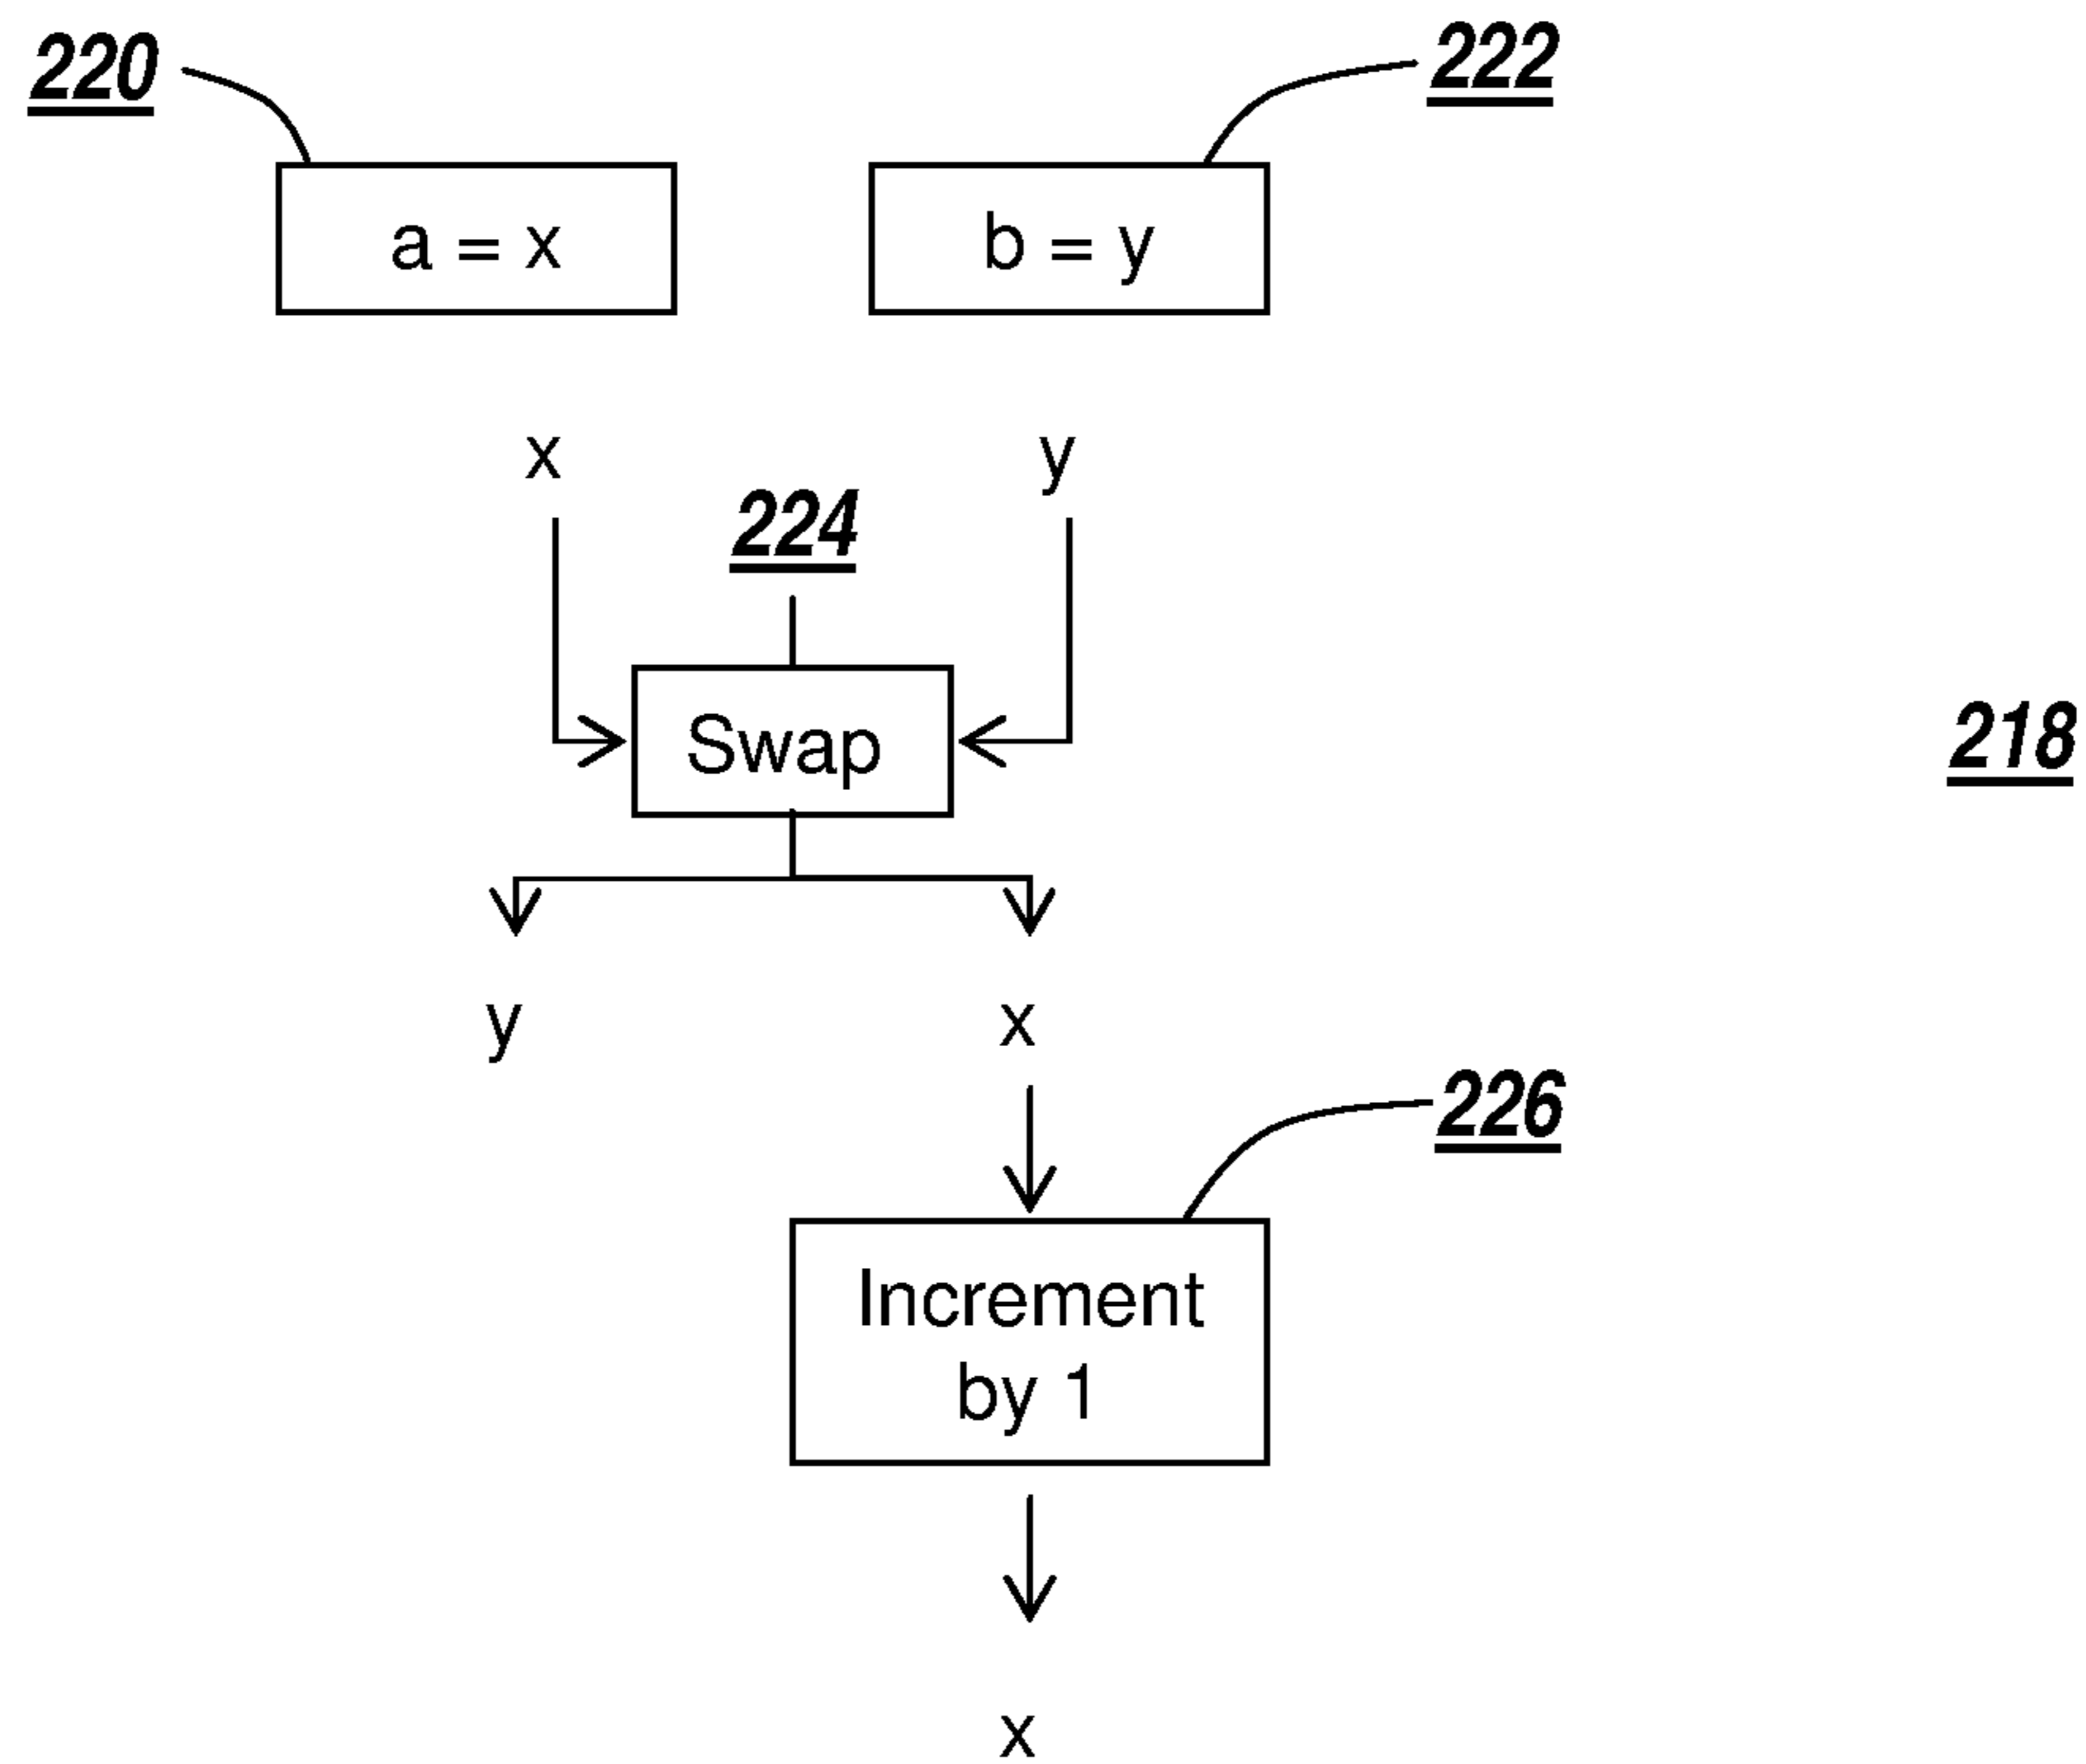 220
222
a = x
b = y
x
y
224
Swap
218
y
x
226
Increment
by 1
x